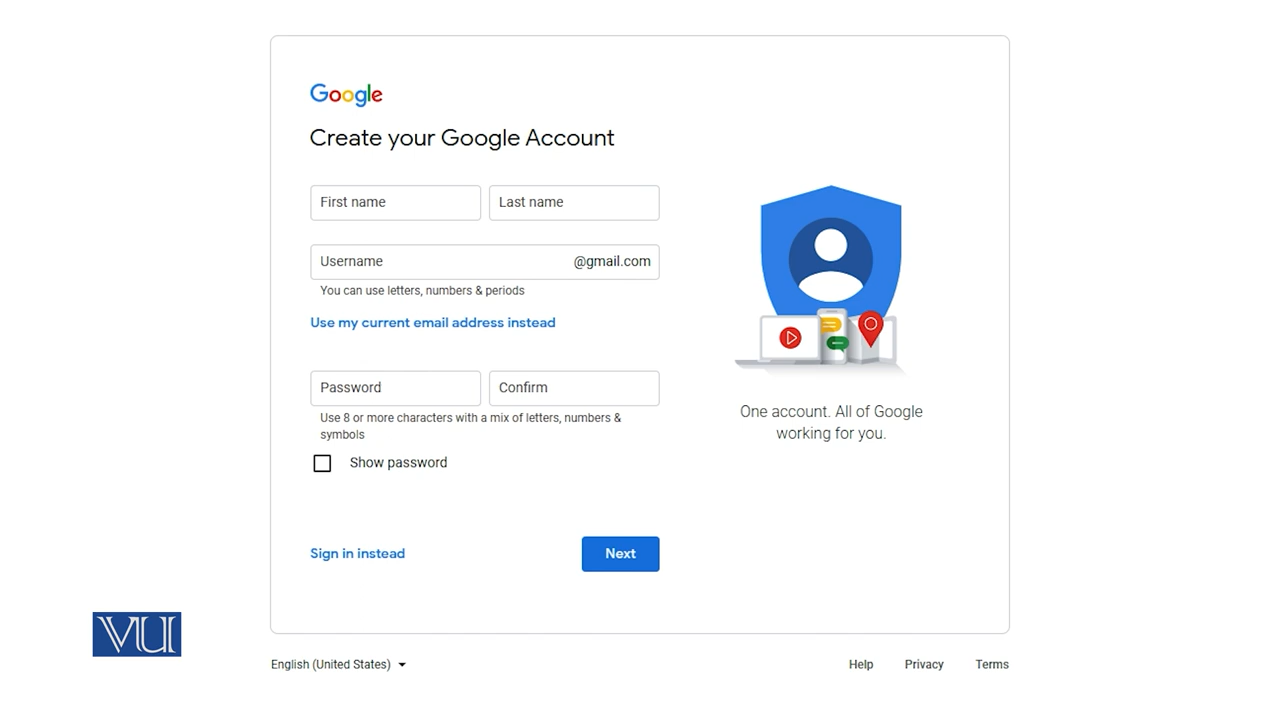 Google
Create your Google Account
First name
Last name
Username
@gmail.com
You can use letters, numbers & periods
Use my current email address instead
Password
Confirm
Use 8 or more characters with a mix of letters, numbers &
symbols
Show password
Sign in instead
Next
One account. All of Google
working for you.
VU
English (United States)
Help
Privacy
Terms